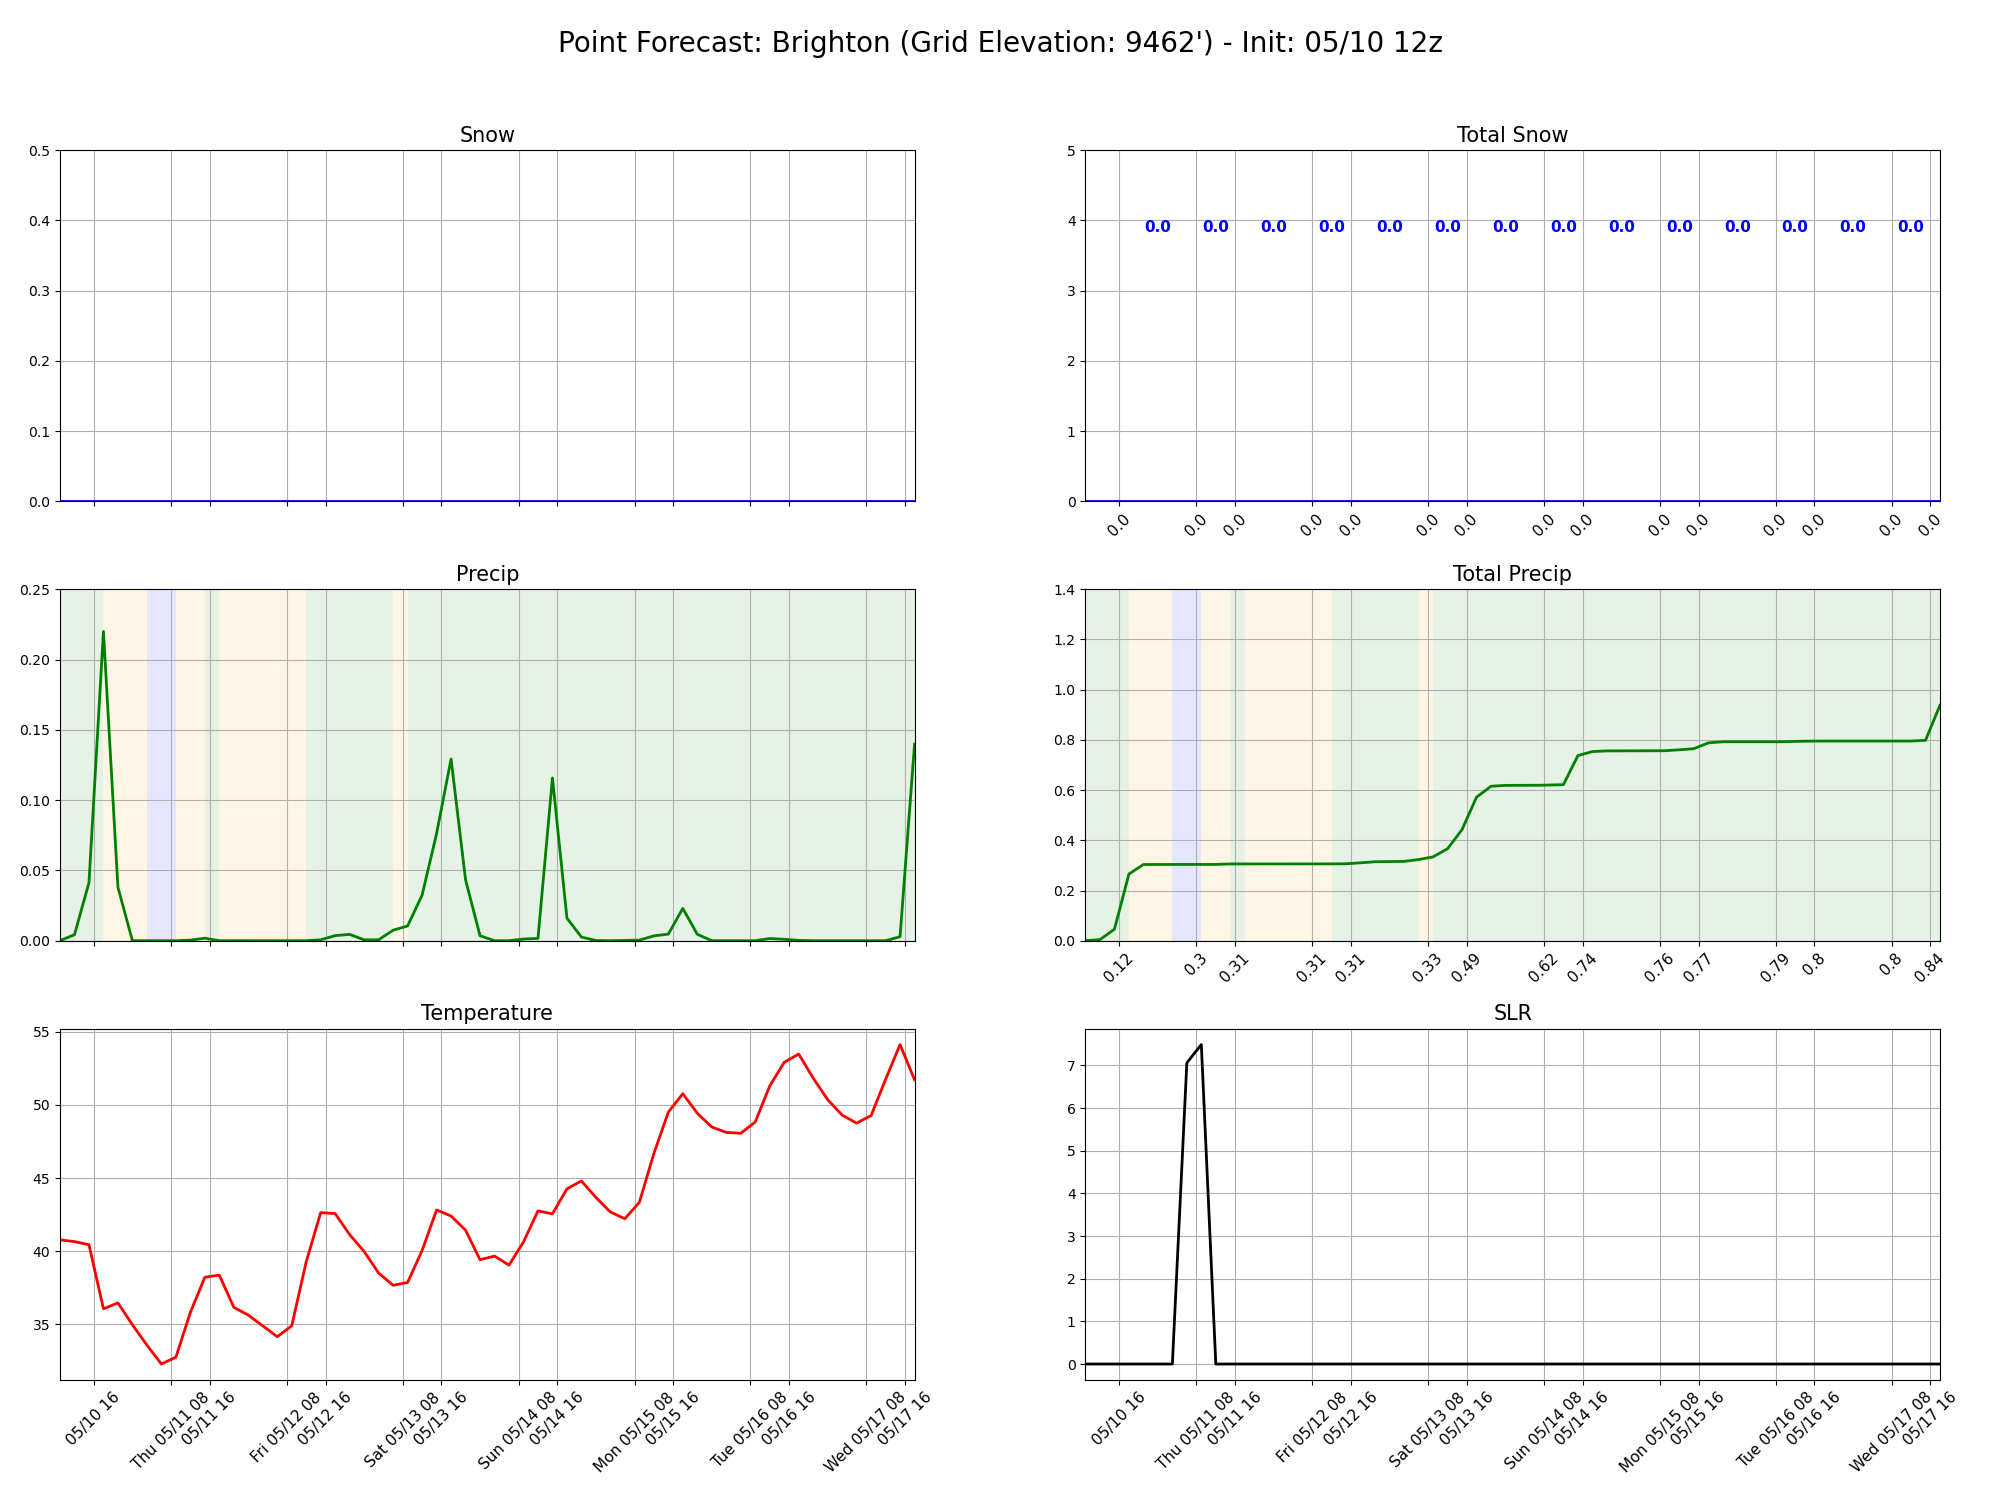 Point Forecast: Brighton (Grid Elevation: 9462') - Init: 05/10 12z
Snow
0.5
0.4
0.3
0.2
0.1
0.0
Total Snow
5
4
3
2
1
0
0.0 0.0 0.0 0.0 0.0 0.0 0.0 0.0 0.0 0.0 0.0 0.0 0.0 0.0
0.0 0.0 0.0 0.0 0.0 0.0 0.0 0.0 0.0 0.0 0.0 0.0 0.0 0.0 0.0
Precip
0.25
0.20
0.15
0.10
0.05
0.00
Total Precip
1.4
1.2
1.0
0.8
0.6
0.4
0.2
0.0
0.12 0.3 0.31 0.31 0.31 0.33 0.49 0.62 0.74 0.76 0.77 0.79 0.8 0.8 0.84
Temperature
55
50
45
40
35
05/10 16
Thu 05/11 08
05/11 16
Fri 05/12 08
05/12 16
Sat 05/13 08
05/13 16
Sun 05/14 08
05/14 16
Mon 05/15 08
05/15 16
Tue 05/16 08
05/16 16
Wed 05/17 08
05/17 16
SLR
7
6
5
4
3
2
1
0
05/10 16
Thu 05/11 08
05/11 16
Fri 05/12 08
05/12 16
Sat 05/13 08
05/13 16
Sun 05/14 08
05/14 16
Mon 05/15 08
05/15 16
Tue 05/16 08
05/16 16
Wed 05/17 08
05/17 16